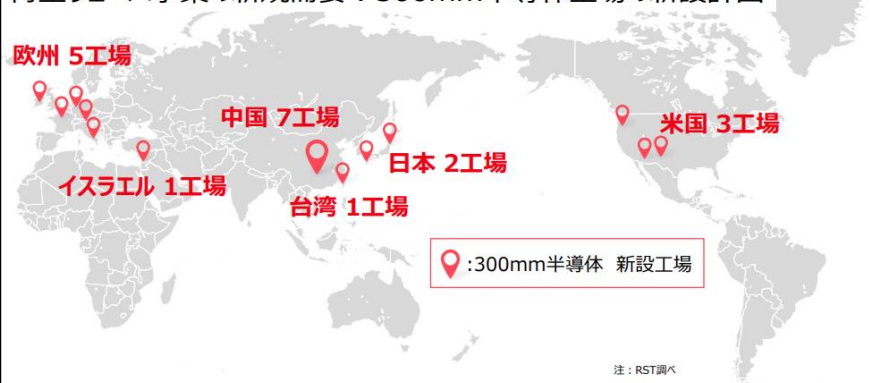 欧州 5工場
中国 7工場
米国 3工場
日本 2工場
イスラエル 1工場
台湾 1工場
:300mm半導体 新設工場
注：RST調べ